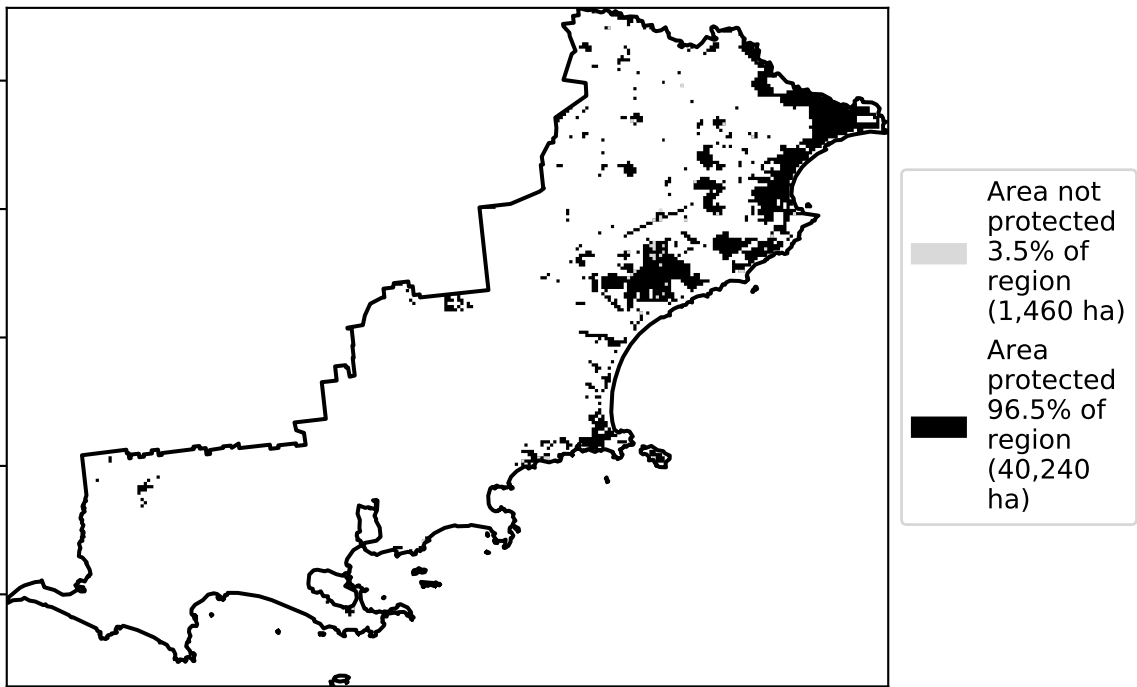 Area not
protected
3.5% of
region
(1,460 ha)
Area
protected
96.5% of
region
(40,240
ha)